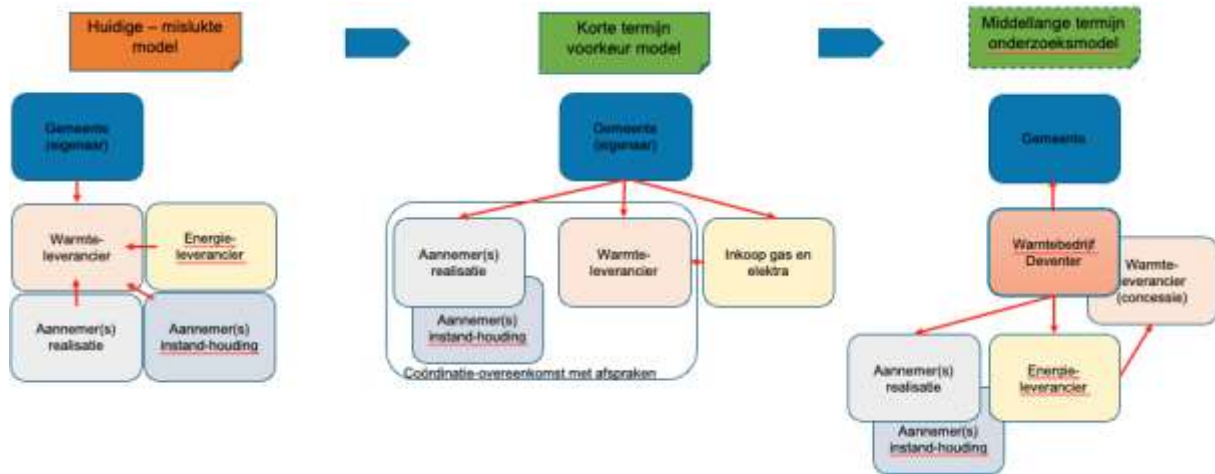 Huidige – mislukte
model
Korte termijn
voorkeur model
Middellange termijn
onderzoeksmodel
Gemeente
(eigenaar)
Warmte-
leverancier
Energie-
leverancier
Aannemer(s)
realisatie
Aannemer(s)
instand-houding
Gemeente
(eigenaar)
Aannemer(s)
realisatie
Warmte-
leverancier
Inkoop gas en
elektra
Aannemer(s)
instand-houding
Coördinatie-overeenkomst met afspraken
Gemeente
Warmtebedrijf
Deventer
Warmte-
leverancier
(concessie)
Aannemer(s)
realisatie
Energie-
leverancier
Aannemer(s)
instand-houding